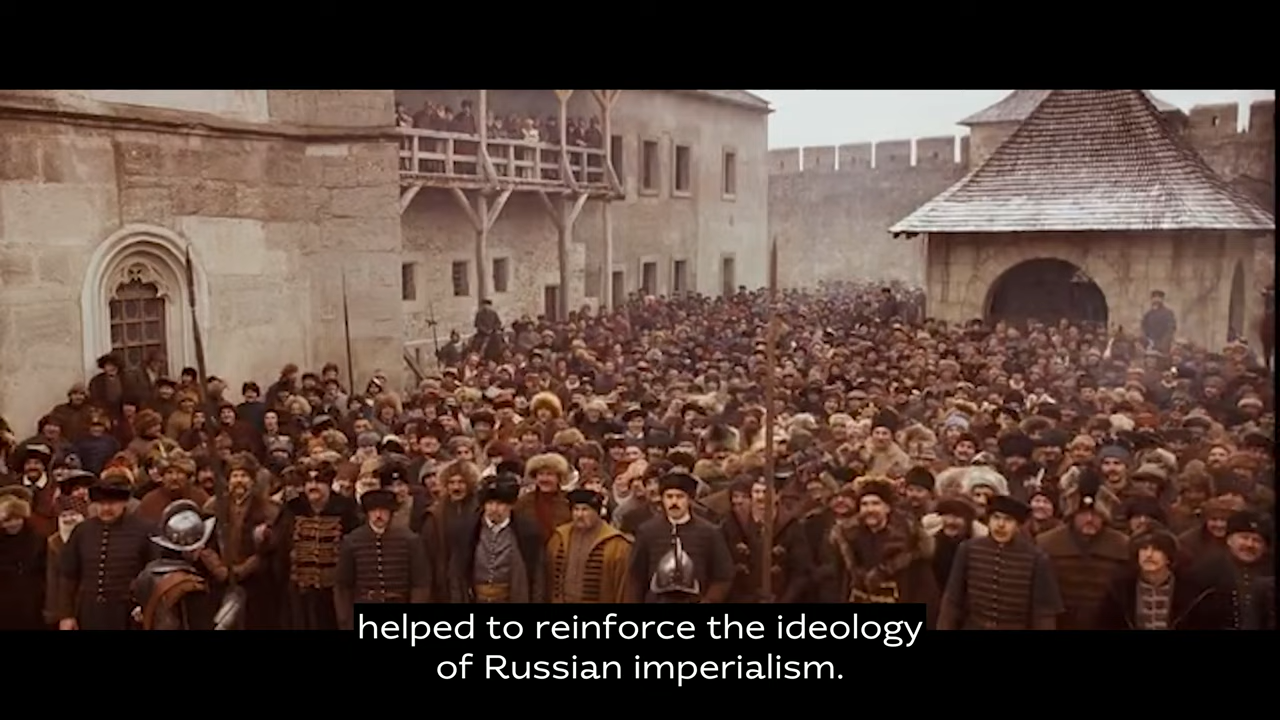 helped to reinforce the ideology
of Russian imperialism.